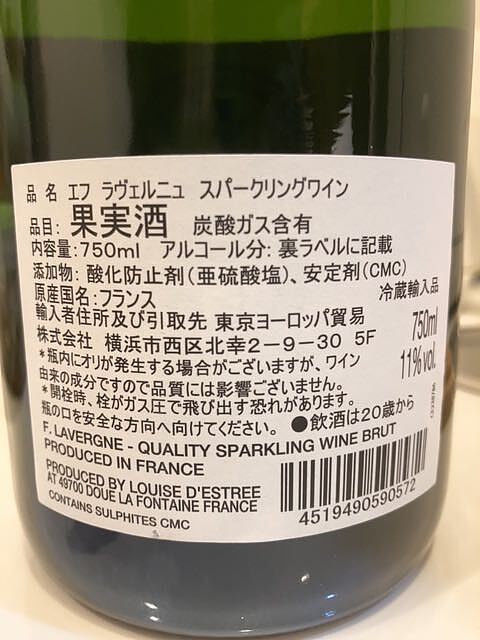 品 名 エフ ラヴェルニュ スパークリングワイン
品目: 果実酒 炭酸ガス含有
内容量:750ml アルコール分: 裏ラベルに記載
添加物: 酸化防止剤(亜硫酸塩)、安定剤(CMC)
原産国名:フランス 冷蔵輸入品
輸入者住所及び引取先 東京ヨーロッパ貿易 750ml
株式会社 横浜市西区北幸2-9-30 5F 11%vol.
*瓶内にオリが発生する場合がございますが、ワイン
由来の成分ですので品質には影響ございません。
*開栓時、栓がガス圧で飛び出す恐れがあります。
瓶の口を安全な方向へ向けてください。 ●飲酒は20歳から
F. LAVERGNE - QUALITY SPARKLING WINE BRUT
PRODUCED IN FRANCE
PRODUCED BY LOUISE D'ESTREE
AT 49700 DOUE LA FONTAINE FRANCE
CONTAINS SULPHITES CMC
4519490590572